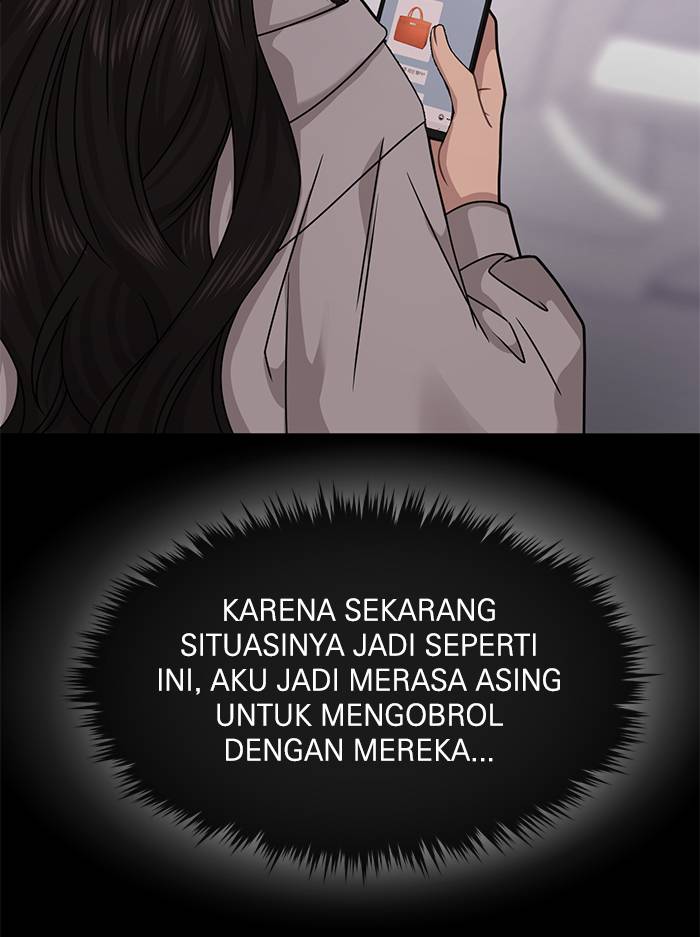 KARENA SEKARANG
SITUASINYA JADI SEPERTI
INI, AKU JADI MERASA ASING
UNTUK MENGOBROL
DENGAN MEREKA...